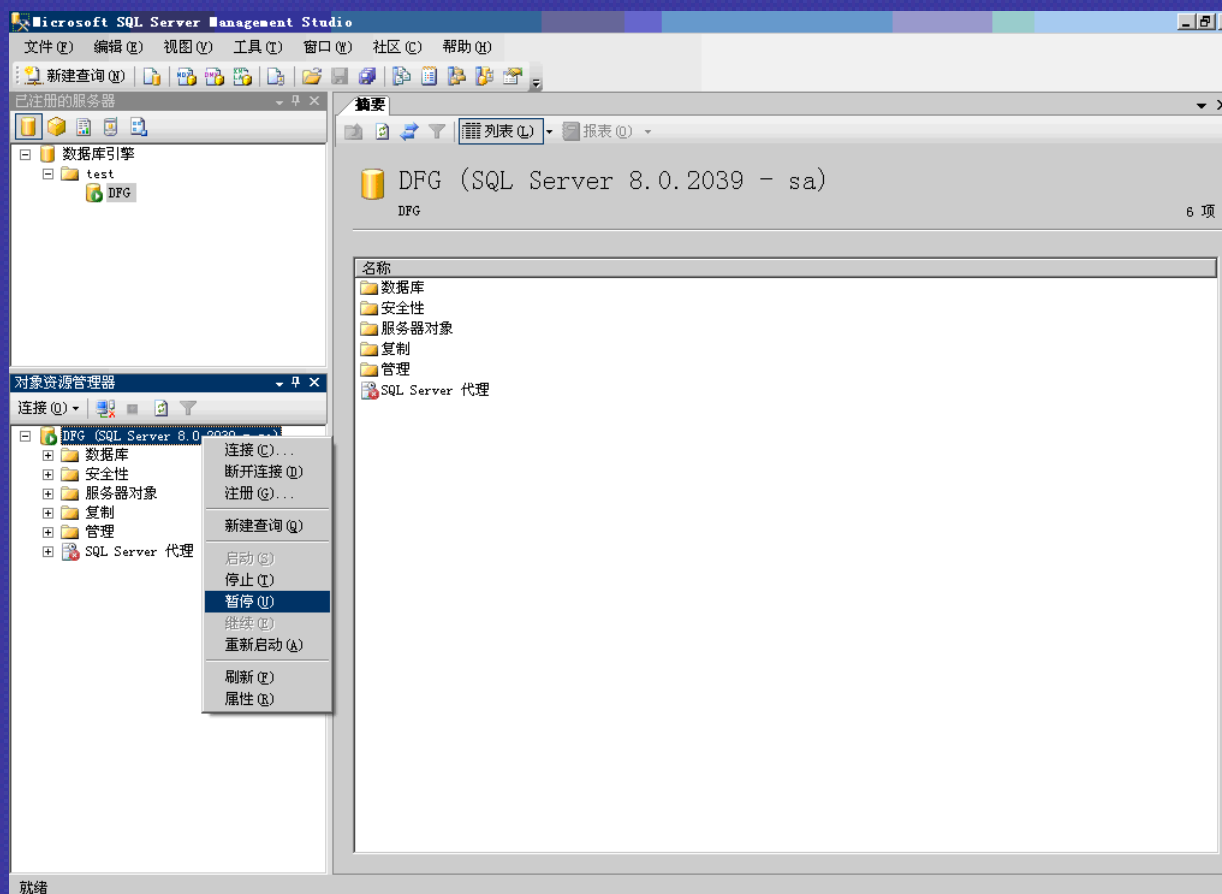 Microsoft SQL Server Management Studio
文件(F) 编辑(E) 视图(V) 工具(T) 窗口(W) 社区(C) 帮助(H)
新建查询(N)
已注册的服务器
数据库引擎
test
DFG
摘要
列表(L) 报表(O)
DFG (SQL Server 8.0.2039 - sa)
DFG
6 项
名称
数据库
安全性
服务器对象
复制
管理
SQL Server 代理
对象资源管理器
连接(O)
DFG (SQL Server 8.0.2039 - sa)
数据库
安全性
服务器对象
复制
管理
SQL Server 代理
连接(C)...
断开连接(D)
注册(G)...
新建查询(Q)
启动(S)
停止(T)
暂停(U)
继续(E)
重新启动(A)
刷新(F)
属性(R)
就绪